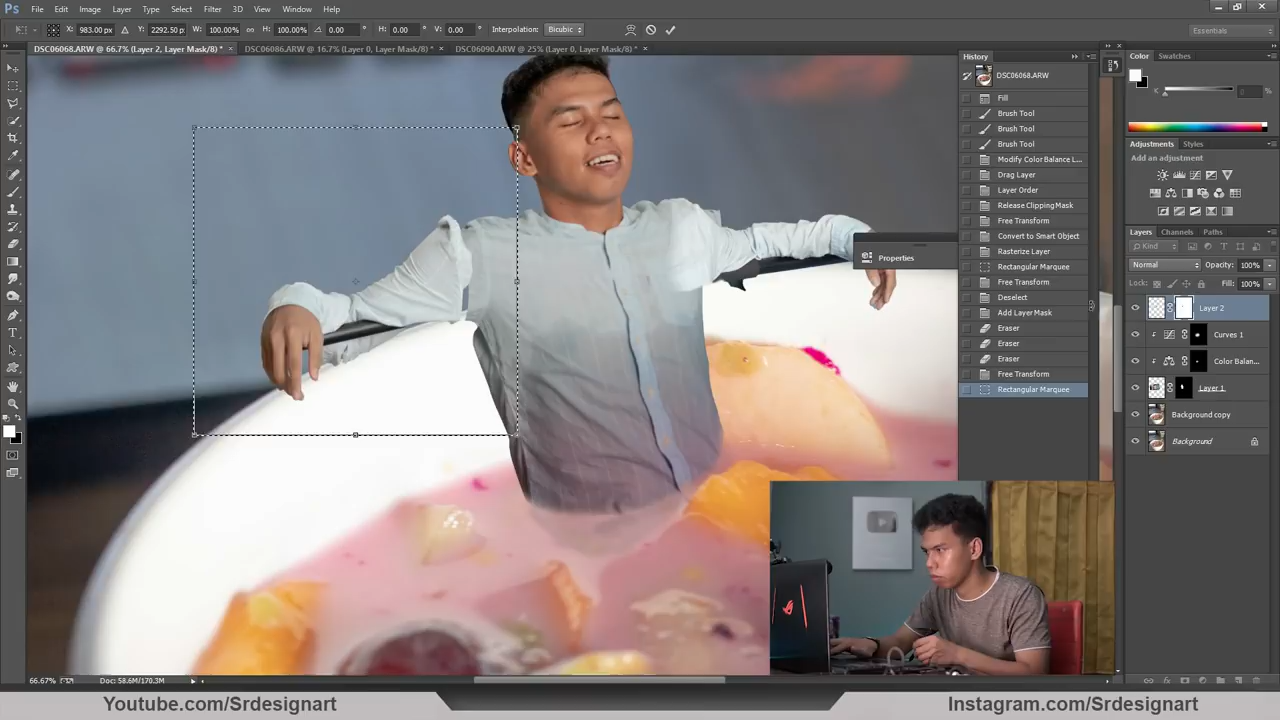 Ps File Edit Image Layer Type Select Filter 3D View Window Help
X: 983.00 px Y: 2292.50 px W: 100.00% H: 100.00% 0.00 ° H: 0.00 ° V: 0.00 ° Interpolation: Bicubic Essentials
DSC06068.ARW @ 66.7% (Layer 2, Layer Mask/8) * × DSC06086.ARW @ 16.7% (Layer 0, Layer Mask/8) * × DSC06090.ARW @ 25% (Layer 0, Layer Mask/8) * ×
History
DSC06068.ARW
Fill
Brush Tool
Brush Tool
Brush Tool
Modify Color Balance L...
Drag Layer
Layer Order
Release Clipping Mask
Free Transform
Convert to Smart Object
Rasterize Layer
Rectangular Marquee
Free Transform
Deselect
Add Layer Mask
Eraser
Eraser
Eraser
Free Transform
Rectangular Marquee
Properties
Color Swatches
K 0 %
Adjustments Styles
Add an adjustment
Layers Channels Paths
Kind
Normal Opacity: 100%
Lock: Fill: 100%
Layer 2
Curves 1
Color Balan...
Layer 1
Background copy
Background
66.67% Doc: 58.6M/170.3M
Youtube.com/Srdesignart
Instagram.com/Srdesignart